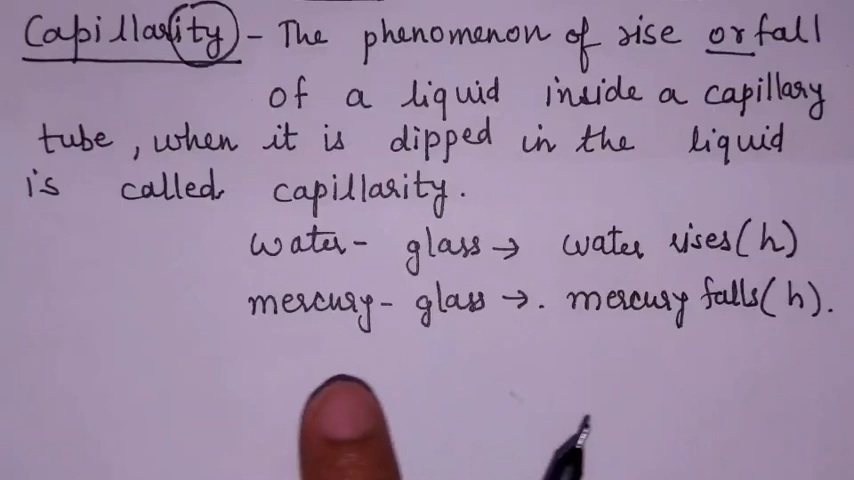 Capillarity - The phenomenon of rise or fall
of a liquid inside a capillary
tube, when it is dipped in the liquid
is called capillarity.
water - glass → water rises (h)
mercury - glass →. mercury falls (h).